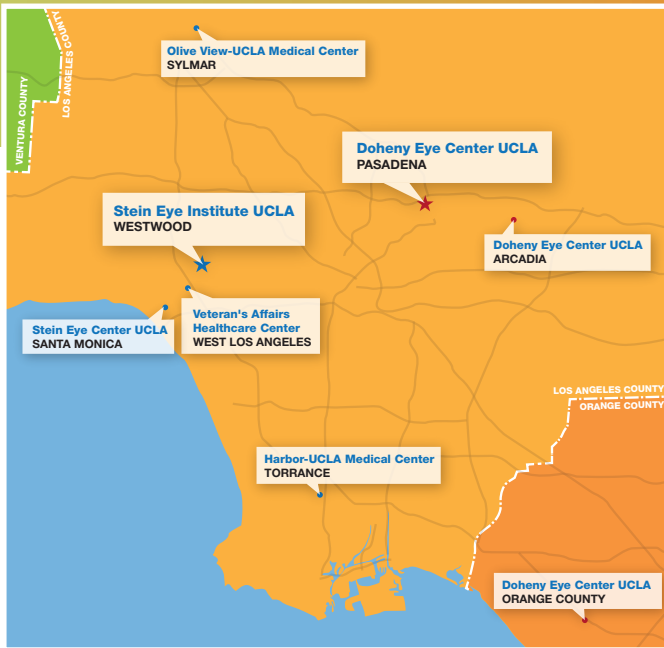 VENTURA COUNTY
LOS ANGELES COUNTY
Olive View-UCLA Medical Center
SYLMAR
Doheny Eye Center UCLA
PASADENA
Stein Eye Institute UCLA
WESTWOOD
Doheny Eye Center UCLA
ARCADIA
Veteran's Affairs
Healthcare Center
WEST LOS ANGELES
Stein Eye Center UCLA
SANTA MONICA
LOS ANGELES COUNTY
ORANGE COUNTY
Harbor-UCLA Medical Center
TORRANCE
Doheny Eye Center UCLA
ORANGE COUNTY